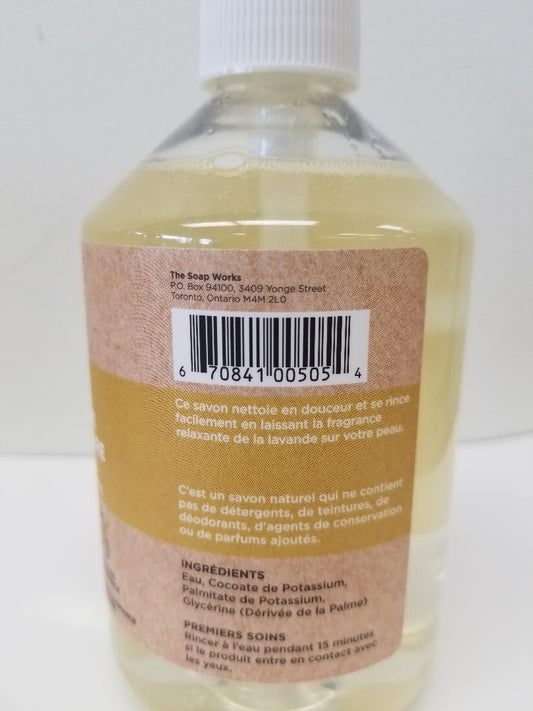 The Soap Works
P.O. Box 94100, 3409 Yonge Street
Toronto, Ontario M4M 2L0
6 70841 00505 4
Ce savon nettoie en douceur et se rince
facilement en laissant la fragrance
relaxante de la lavande sur votre peau.
C'est un savon naturel qui ne contient
pas de détergents, de teintures, de
déodorants, d'agents de conservation
ou de parfums ajoutés.
INGRÉDIENTS
Eau, Cocoate de Potassium,
Palmitate de Potassium,
Glycérine (Dérivée de la Palme)
PREMIERS SOINS
Rincer à l'eau pendant 15 minutes
si le produit entre en contact avec
les yeux.